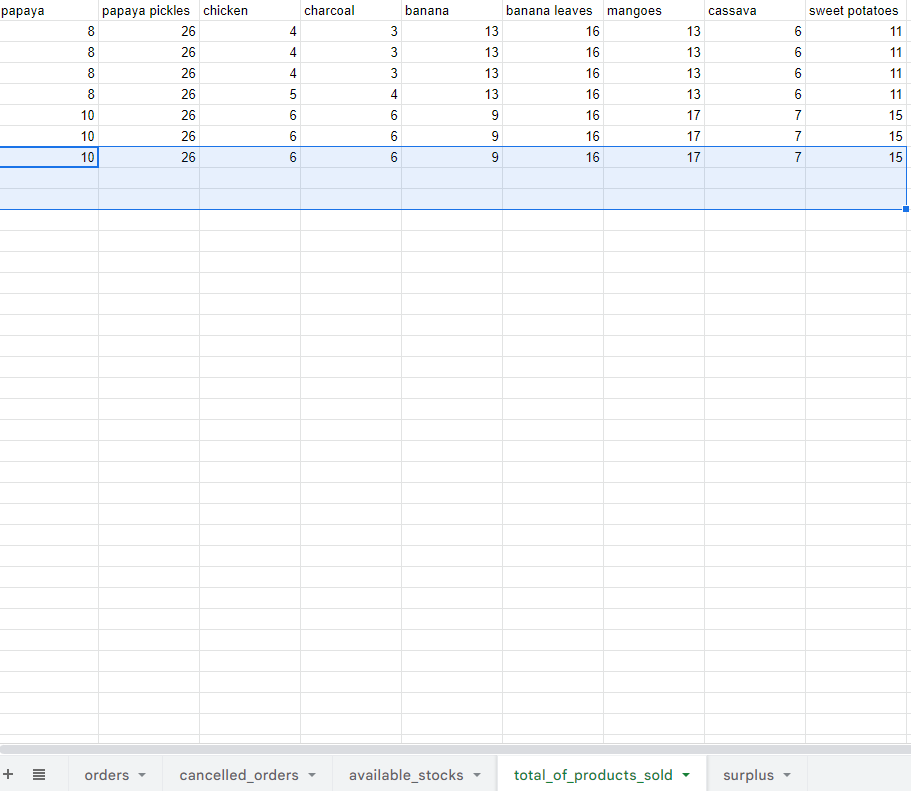 papaya papaya pickles chicken charcoal banana banana leaves mangoes cassava sweet potatoes
8 26 4 3 13 16 13 6 11
8 26 4 3 13 16 13 6 11
8 26 4 3 13 16 13 6 11
8 26 5 4 13 16 13 6 11
10 26 6 6 9 16 17 7 15
10 26 6 6 9 16 17 7 15
10 26 6 6 9 16 17 7 15
orders cancelled_orders available_stocks total_of_products_sold surplus